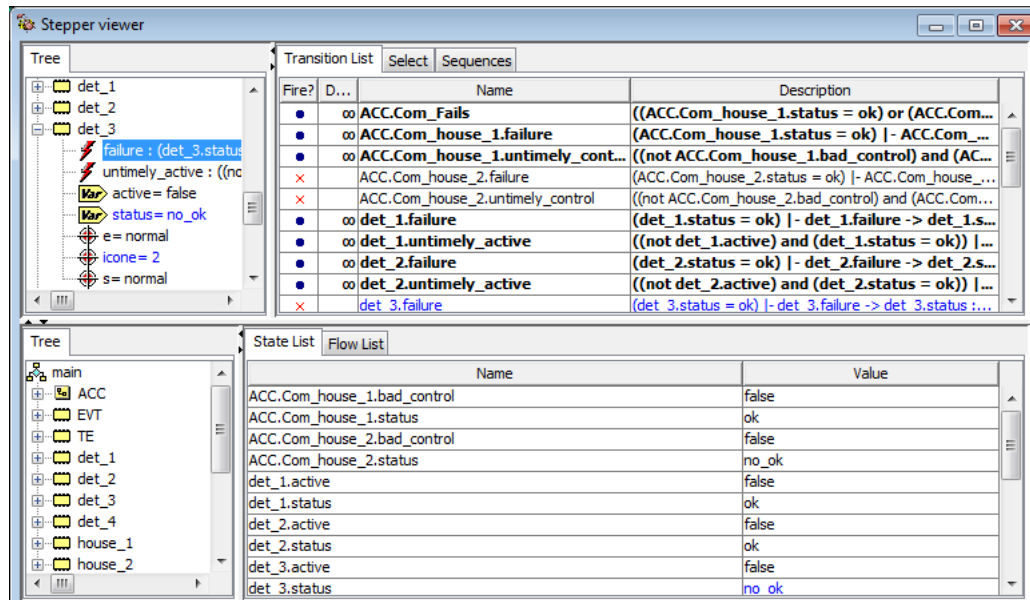 Stepper viewer
Tree
det_1
det_2
det_3
failure : (det_3.status
untimely_active : ((no
Var active= false
Var status= no_ok
e= normal
icone= 2
s= normal
Transition List Select Sequences
Fire? D... Name Description
∞ ACC.Com_Fails ((ACC.Com_house_1.status = ok) or (ACC.Com...
∞ ACC.Com_house_1.failure (ACC.Com_house_1.status = ok) |- ACC.Com_...
∞ ACC.Com_house_1.untimely_cont... ((not ACC.Com_house_1.bad_control) and (AC...
ACC.Com_house_2.failure (ACC.Com_house_2.status = ok) |- ACC.Com_house_...
ACC.Com_house_2.untimely_control ((not ACC.Com_house_2.bad_control) and (ACC.Com...
∞ det_1.failure (det_1.status = ok) |- det_1.failure -> det_1.s...
∞ det_1.untimely_active ((not det_1.active) and (det_1.status = ok)) |...
∞ det_2.failure (det_2.status = ok) |- det_2.failure -> det_2.s...
∞ det_2.untimely_active ((not det_2.active) and (det_2.status = ok)) |...
det_3.failure (det_3.status = ok) |- det_3.failure -> det_3.status :...
Tree
main
ACC
EVT
TE
det_1
det_2
det_3
det_4
house_1
house_2
State List Flow List
Name Value
ACC.Com_house_1.bad_control false
ACC.Com_house_1.status ok
ACC.Com_house_2.bad_control false
ACC.Com_house_2.status no_ok
det_1.active false
det_1.status ok
det_2.active false
det_2.status ok
det_3.active false
det_3.status no_ok